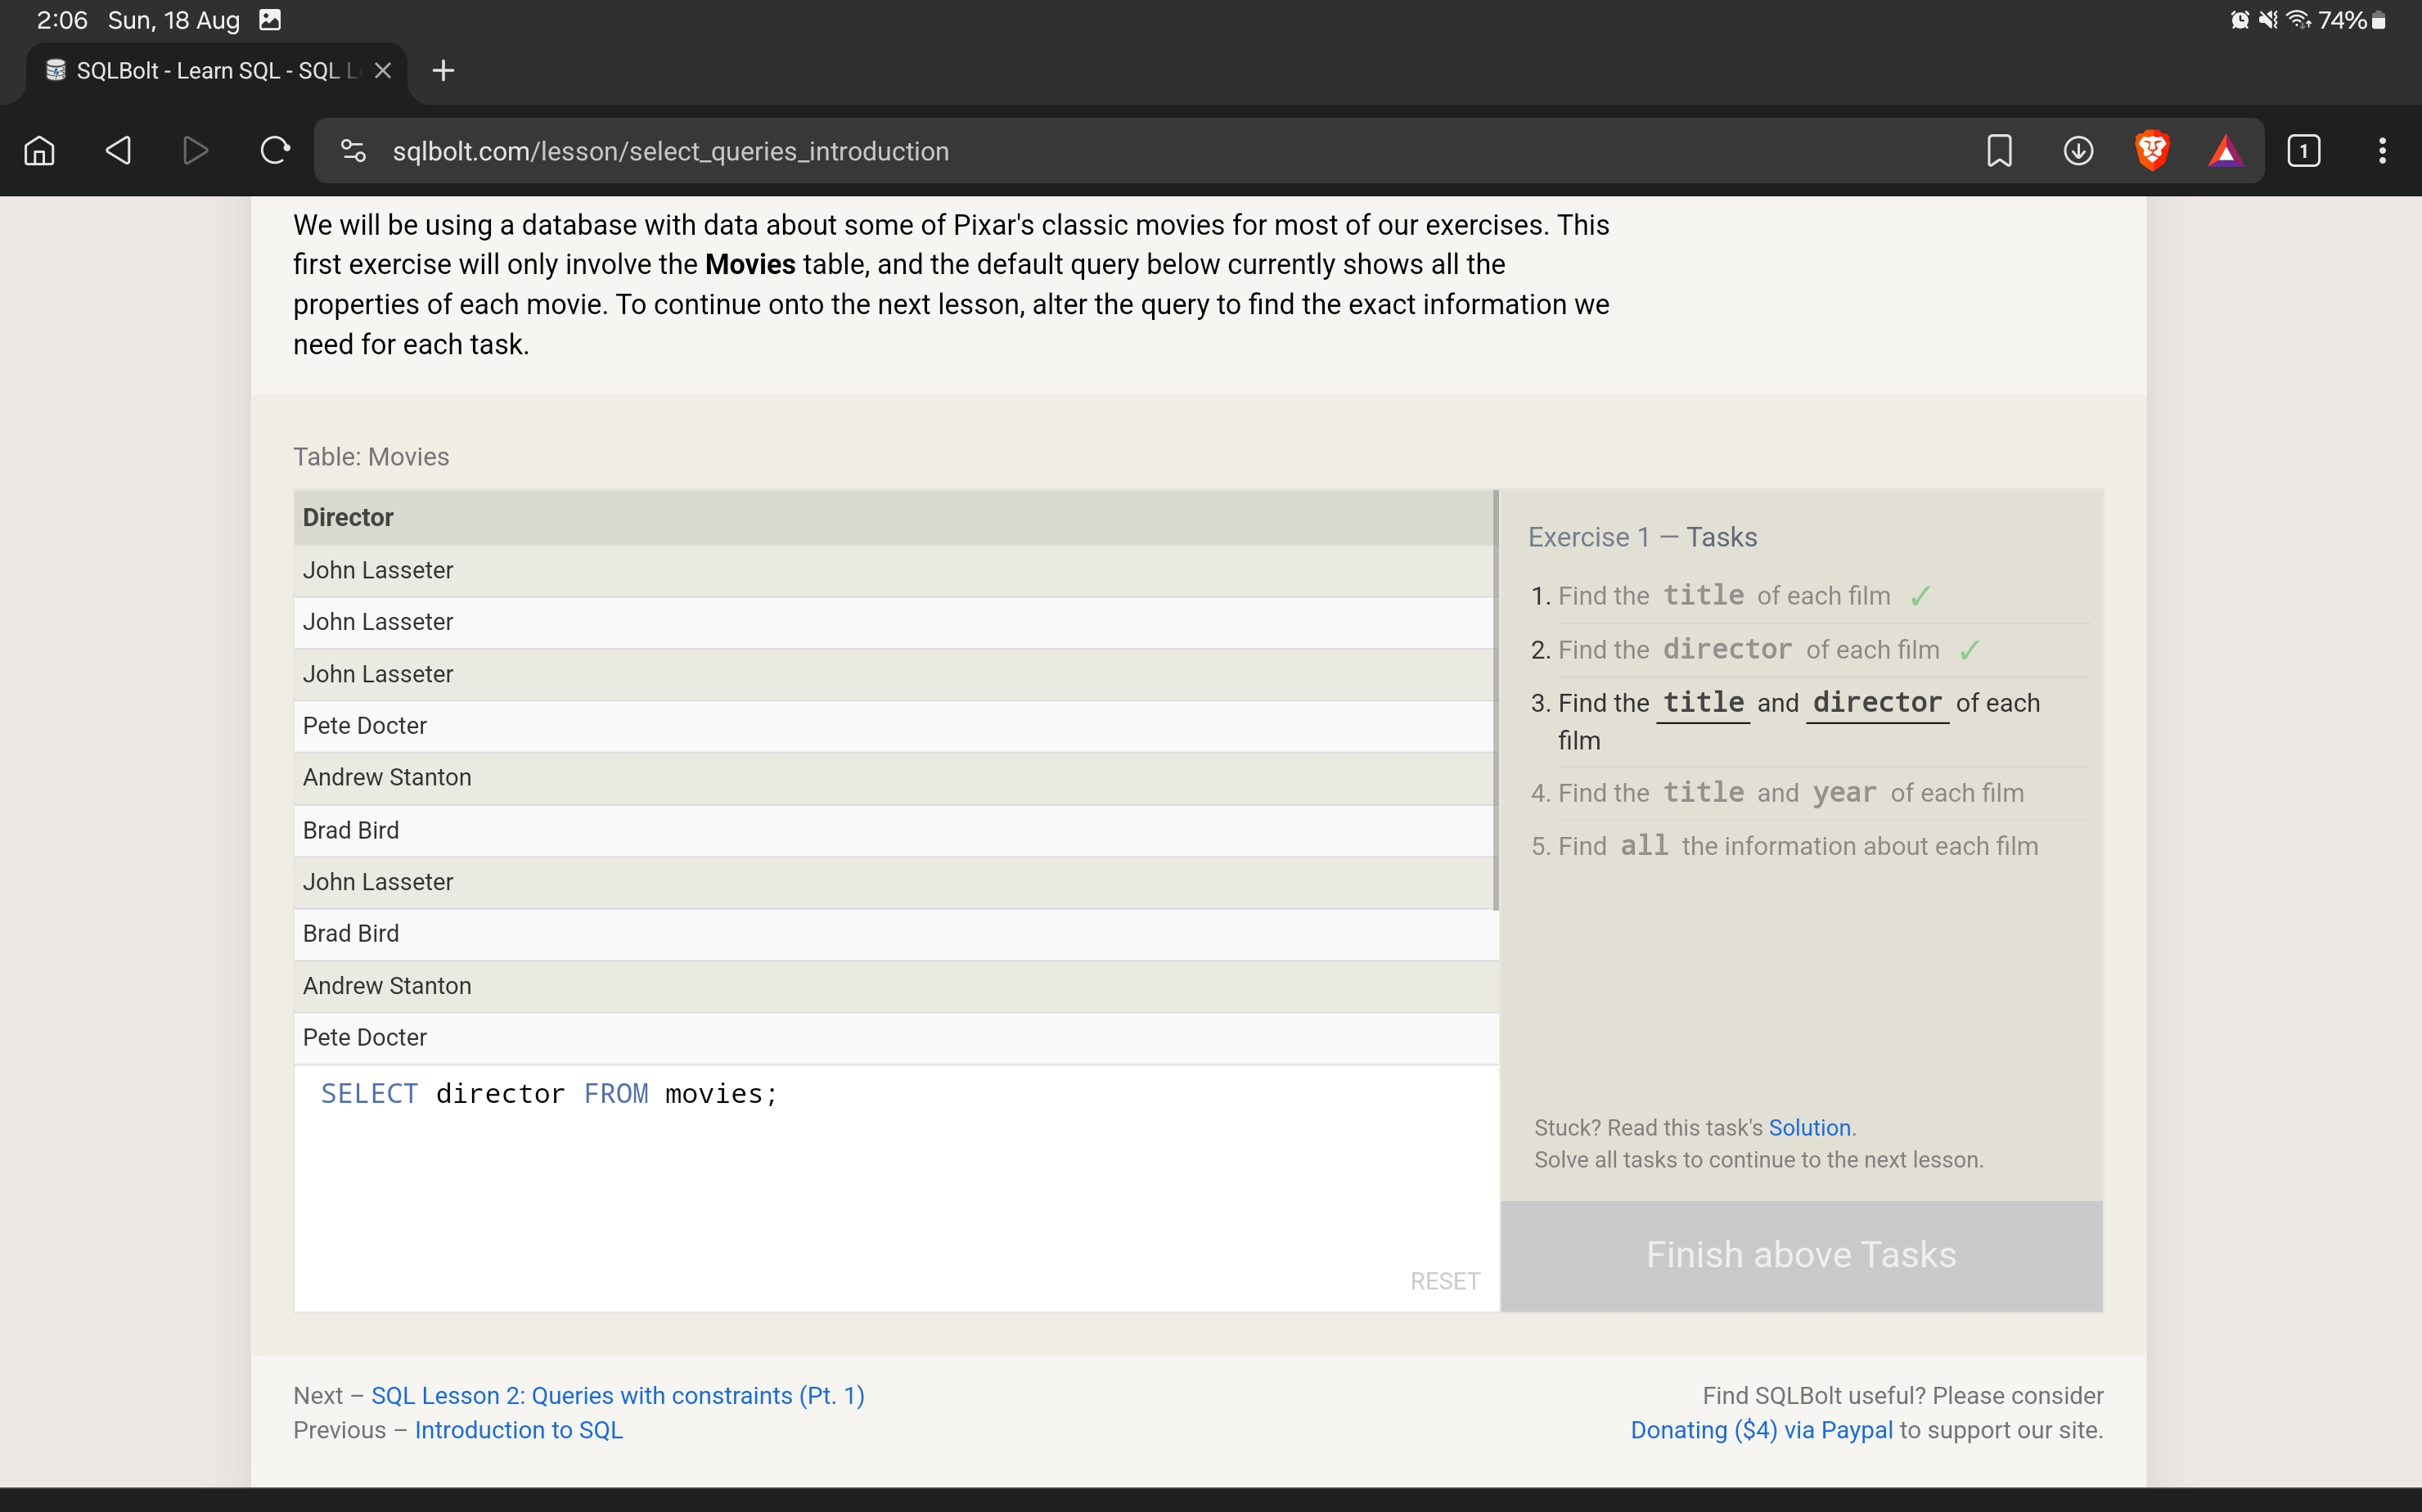 2:06 Sun, 18 Aug 74%
SQLBolt - Learn SQL - SQL L
sqlbolt.com/lesson/select_queries_introduction 1
We will be using a database with data about some of Pixar's classic movies for most of our exercises. This
first exercise will only involve the Movies table, and the default query below currently shows all the
properties of each movie. To continue onto the next lesson, alter the query to find the exact information we
need for each task.
Table: Movies
Director
John Lasseter
John Lasseter
John Lasseter
Pete Docter
Andrew Stanton
Brad Bird
John Lasseter
Brad Bird
Andrew Stanton
Pete Docter
SELECT director FROM movies;
RESET
Exercise 1 — Tasks
1. Find the title of each film ✓
2. Find the director of each film ✓
3. Find the title and director of each
film
4. Find the title and year of each film
5. Find all the information about each film
Stuck? Read this task's Solution.
Solve all tasks to continue to the next lesson.
Finish above Tasks
Next – SQL Lesson 2: Queries with constraints (Pt. 1)
Previous – Introduction to SQL
Find SQLBolt useful? Please consider
Donating ($4) via Paypal to support our site.